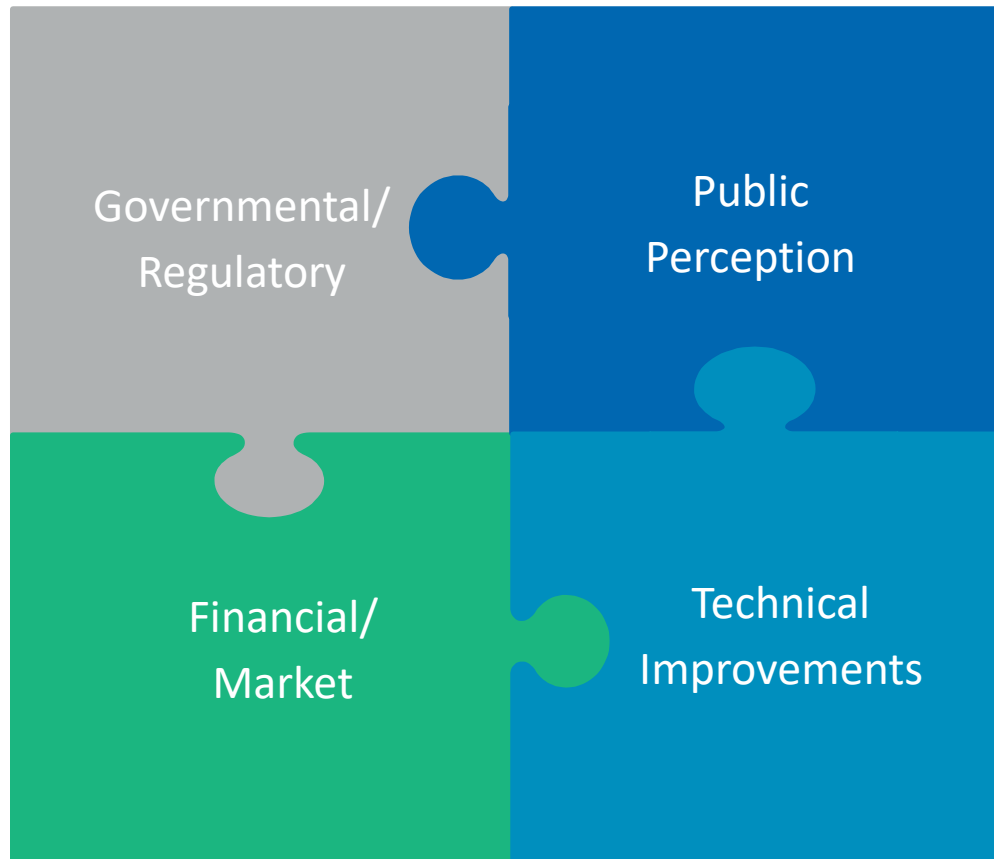 Governmental/
Regulatory
Public
Perception
Financial/
Market
Technical
Improvements